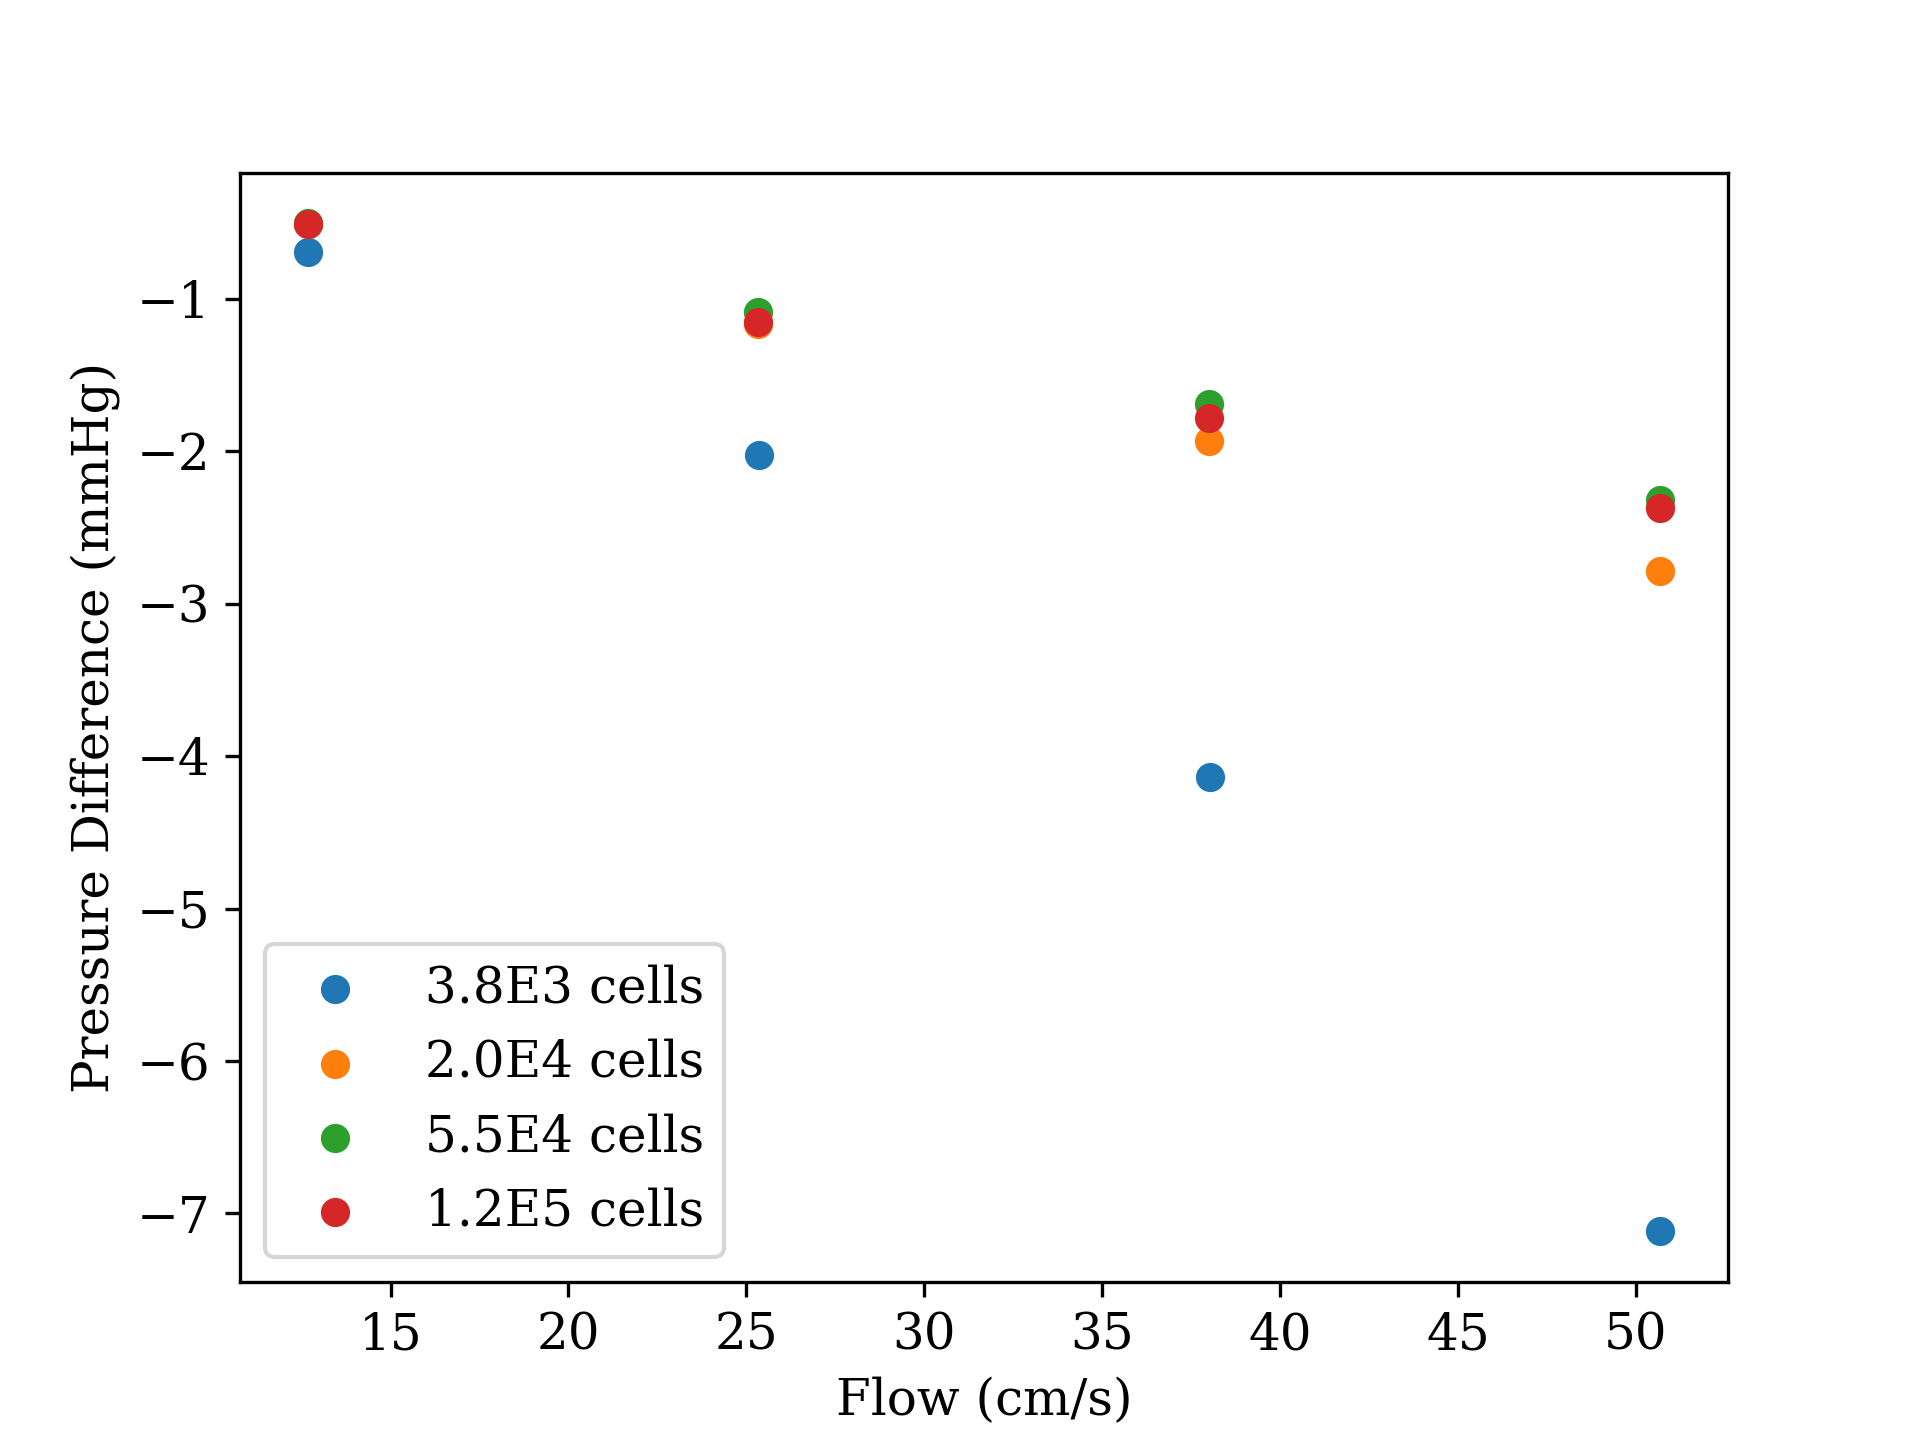 −1
−2
−3
−4
−5
−6
−7
Pressure Difference (mmHg)
3.8E3 cells
2.0E4 cells
5.5E4 cells
1.2E5 cells
15 20 25 30 35 40 45 50
Flow (cm/s)